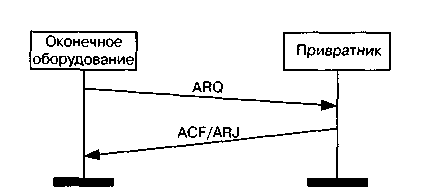 Оконечное
оборудование
Привратник
ARQ
ACF/ARJ